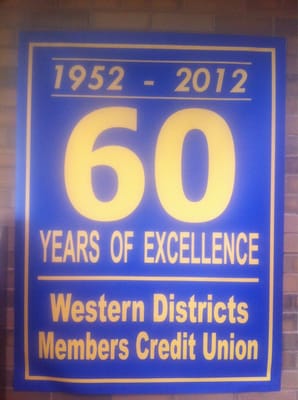 1952 - 2012
60
YEARS OF EXCELLENCE
Western Districts
Members Credit Union